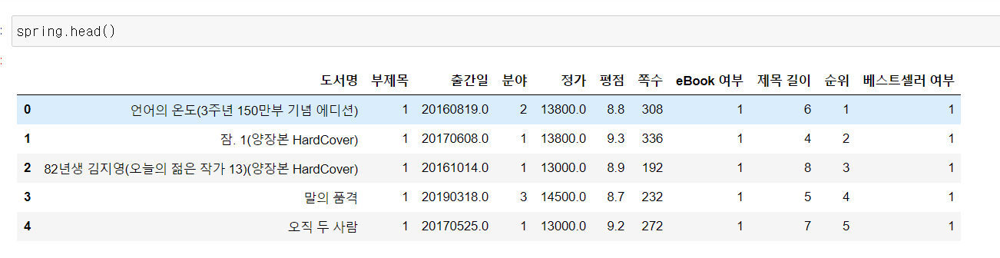 :
spring.head()
:
도서명 부제목 출간일 분야 정가 평점 쪽수 eBook 여부 제목 길이 순위 베스트셀러 여부
0 언어의 온도(3주년 150만부 기념 에디션) 1 20160819.0 2 13800.0 8.8 308 1 6 1 1
1 잠. 1(양장본 HardCover) 1 20170608.0 1 13800.0 9.3 336 1 4 2 1
2 82년생 김지영(오늘의 젊은 작가 13)(양장본 HardCover) 1 20161014.0 1 13000.0 8.9 192 1 8 3 1
3 말의 품격 1 20190318.0 3 14500.0 8.7 232 1 5 4 1
4 오직 두 사람 1 20170525.0 1 13000.0 9.2 272 1 7 5 1